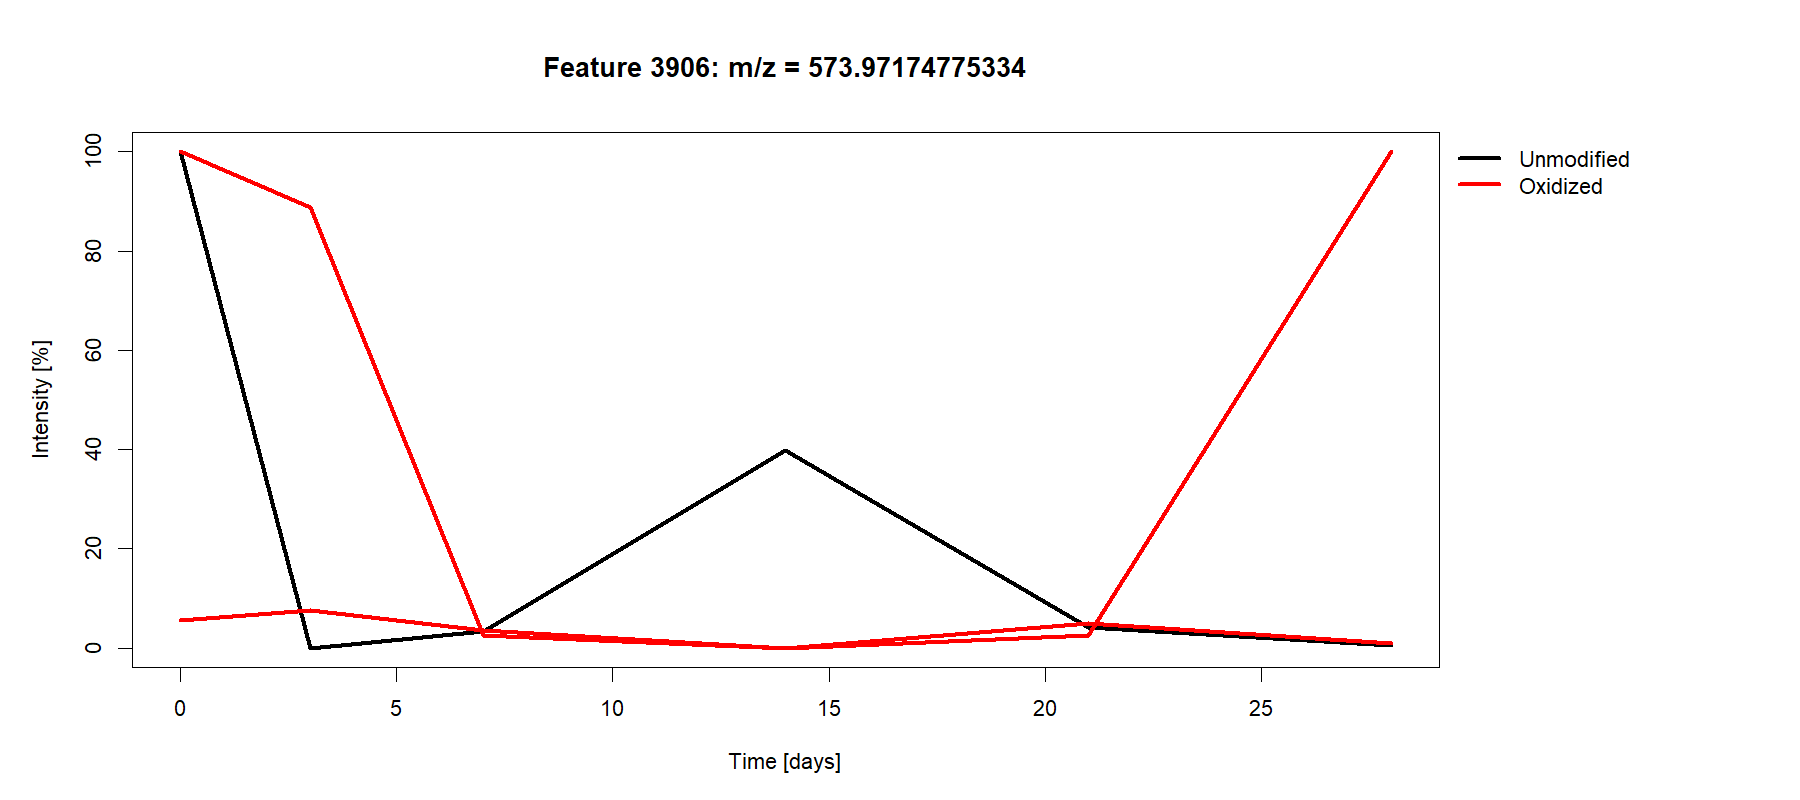 Feature 3906: m/z = 573.97174775334
Unmodified
Oxidized
Intensity [%]
100
80
60
40
20
0
0 5 10 15 20 25
Time [days]